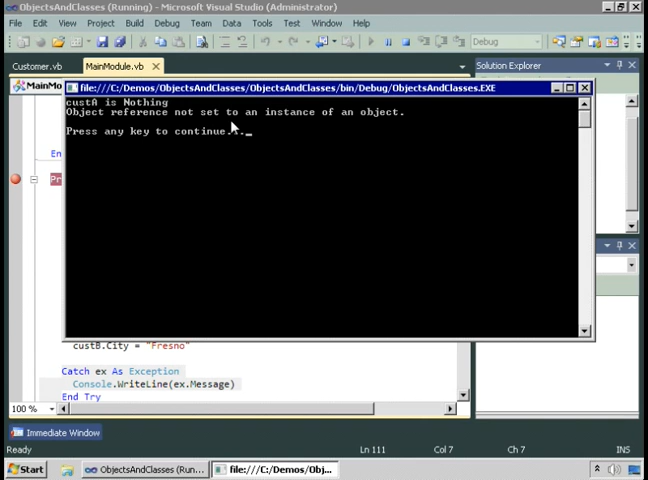 ObjectsAndClasses (Running) - Microsoft Visual Studio (Administrator)
File Edit View Project Build Debug Team Data Tools Test Window Help
Debug
Customer.vb MainModule.vb
Solution Explorer
MainMo
file:///C:/Demos/ObjectsAndClasses/ObjectsAndClasses/bin/Debug/ObjectsAndClasses.EXE
custA is Nothing
Object reference not set to an instance of an object.
Press any key to continue...
En
Pr
custB.City = "Fresno"
Catch ex As Exception
Console.WriteLine(ex.Message)
End Try
100 %
Immediate Window
Ready Ln 111 Col 7 Ch 7 INS
Start ObjectsAndClasses (Run... file:///C:/Demos/Obj...